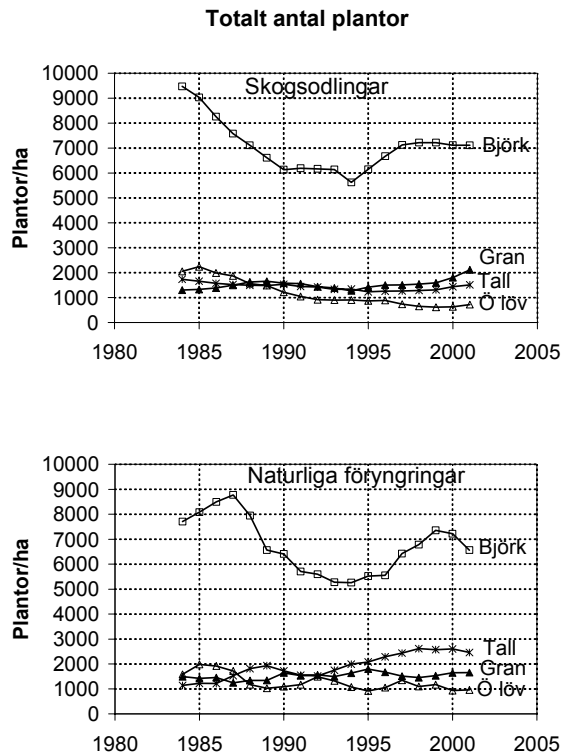 Totalt antal plantor
Skogsodlingar
Plantor/ha
10000
9000
8000
7000
6000
5000
4000
3000
2000
1000
0
Björk
Gran
Tall
Ö löv
1980 1985 1990 1995 2000 2005
Naturliga föryngringar
Plantor/ha
10000
9000
8000
7000
6000
5000
4000
3000
2000
1000
0
Björk
Tall
Gran
Ö löv
1980 1985 1990 1995 2000 2005